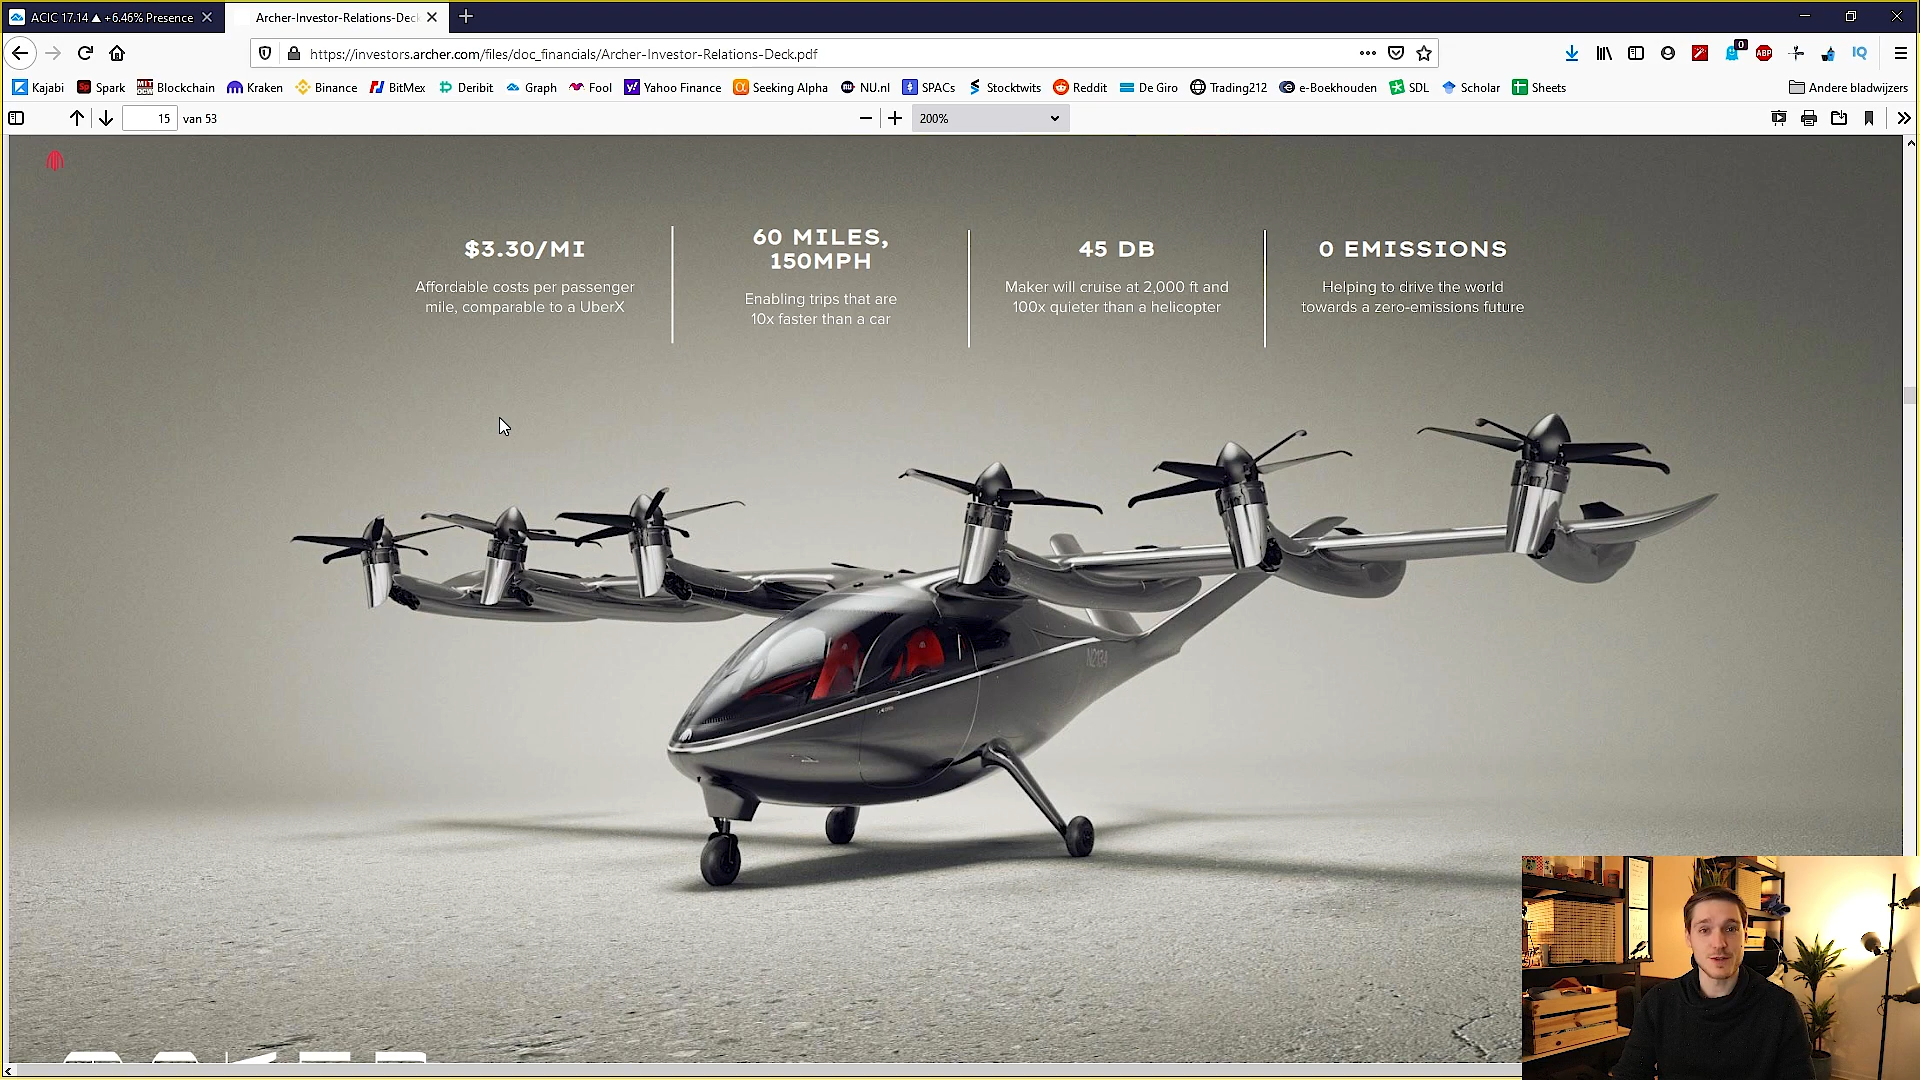 ACIC 17.14 ▲ +6.46% Presence
Archer-Investor-Relations-Deck
https://investors.archer.com/files/doc_financials/Archer-Investor-Relations-Deck.pdf
0
ABP
IQ
Kajabi
Spark
Blockchain
Kraken
Binance
BitMex
Deribit
Graph
Fool
Yahoo Finance
Seeking Alpha
NU.nl
SPACs
Stocktwits
Reddit
De Giro
Trading212
e-Boekhouden
SDL
Scholar
Sheets
Andere bladwijzers
15 van 53
200%
$3.30/MI
Affordable costs per passenger
mile, comparable to a UberX
60 MILES,
150MPH
Enabling trips that are
10x faster than a car
45 DB
Maker will cruise at 2,000 ft and
100x quieter than a helicopter
0 EMISSIONS
Helping to drive the world
towards a zero-emissions future